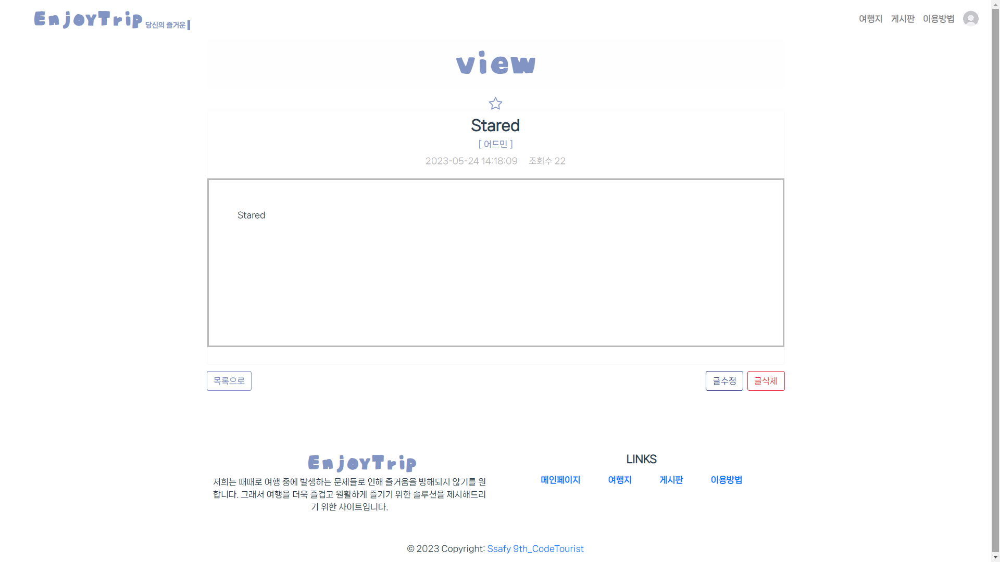 EnjoyTrip 당신의 즐거운
여행지 게시판 이용방법
view
Stared
[ 어드민 ]
2023-05-24 14:18:09 조회수 22
Stared
목록으로 글수정 글삭제
EnjoyTrip
저희는 때때로 여행 중에 발생하는 문제들로 인해 즐거움을 방해되지 않기를 원
합니다. 그래서 여행을 더욱 즐겁고 원활하게 즐기기 위한 솔루션을 제시해드리
기 위한 사이트입니다.
LINKS
메인페이지 여행지 게시판 이용방법
© 2023 Copyright: Ssafy 9th_CodeTourist